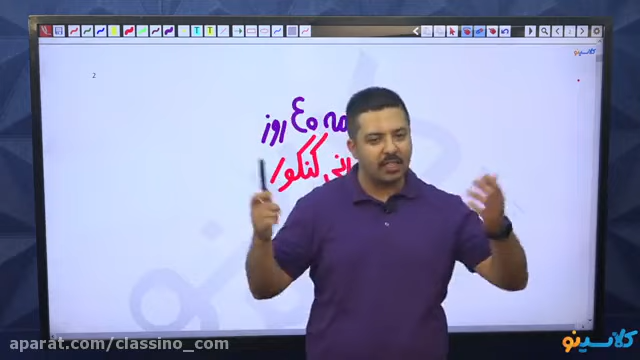 2
۴۰ روز
کنکور
aparat.com/classino_com
کلاسینو